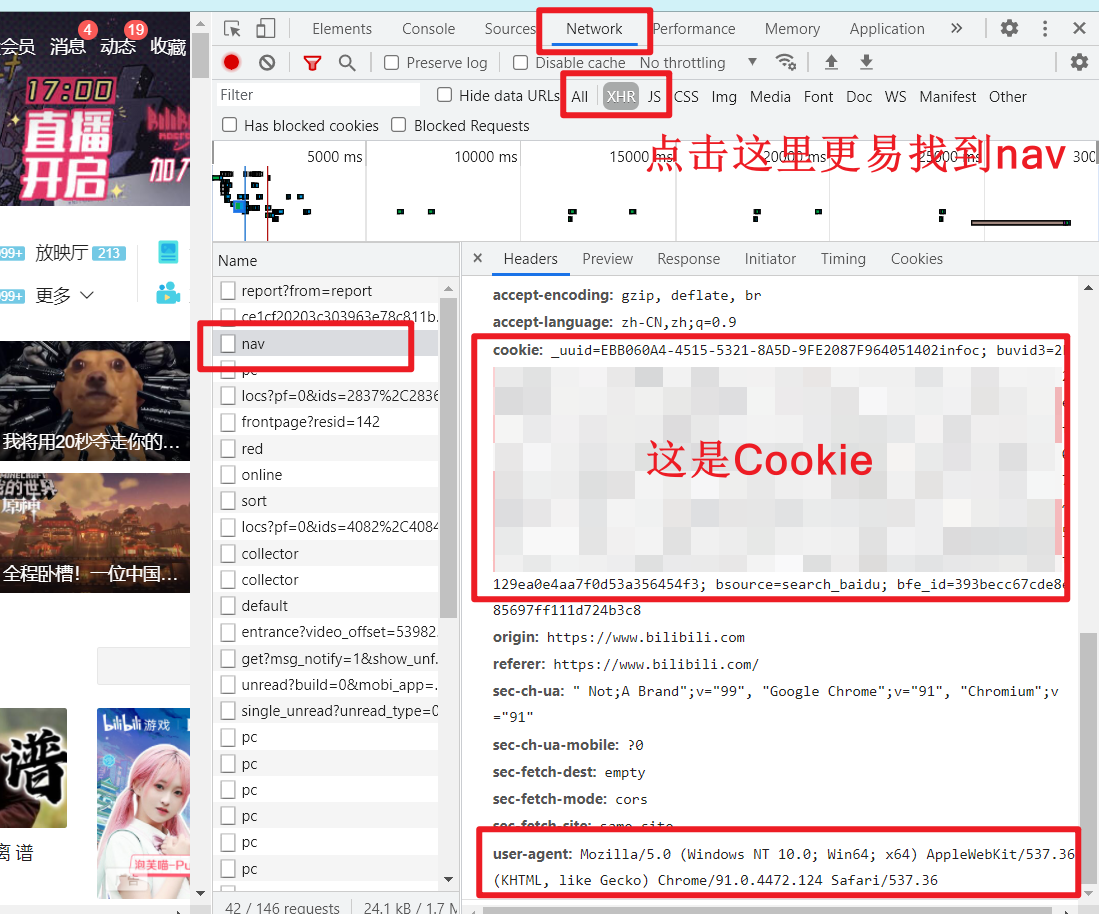 会员 消息 动态 收藏
4
19
17:00
直播
开启
加
99+
放映厅 213
99+
更多
我将用20秒夺走你的...
我的世界
原神
全程卧槽！一位中国...
谱
离谱
bilibili 游戏
泡芙喵-Pu
Elements Console Sources Network Performance Memory Application
Preserve log Disable cache No throttling
Filter Hide data URLs All XHR JS CSS Img Media Font Doc WS Manifest Other
Has blocked cookies Blocked Requests
点击这里更易找到nav
5000 ms 10000 ms 15000 ms 20000 ms 25000 ms 300
Name
report?from=report
ce1cf20203c303963e78c811b.
nav
pc
locs?pf=0&ids=2837%2C2836
frontpage?resid=142
red
online
sort
locs?pf=0&ids=4082%2C4084
collector
collector
default
entrance?video_offset=53982
get?msg_notify=1&show_unf.
unread?build=0&mobi_app=.
single_unread?unread_type=0
pc
pc
pc
pc
pc
pc
42 / 146 requests 24.1 kB / 1.7 M
× Headers Preview Response Initiator Timing Cookies
accept-encoding: gzip, deflate, br
accept-language: zh-CN,zh;q=0.9
cookie: _uuid=EBB060A4-4515-5321-8A5D-9FE2087F964051402infoc; buvid3=2
这是Cookie
129ea0e4aa7f0d53a356454f3; bsource=search_baidu; bfe_id=393becc67cde8
85697ff111d724b3c8
origin: https://www.bilibili.com
referer: https://www.bilibili.com/
sec-ch-ua: " Not;A Brand";v="99", "Google Chrome";v="91", "Chromium";v
="91"
sec-ch-ua-mobile: ?0
sec-fetch-dest: empty
sec-fetch-mode: cors
sec-fetch-site: same-site
user-agent: Mozilla/5.0 (Windows NT 10.0; Win64; x64) AppleWebKit/537.36
(KHTML, like Gecko) Chrome/91.0.4472.124 Safari/537.36